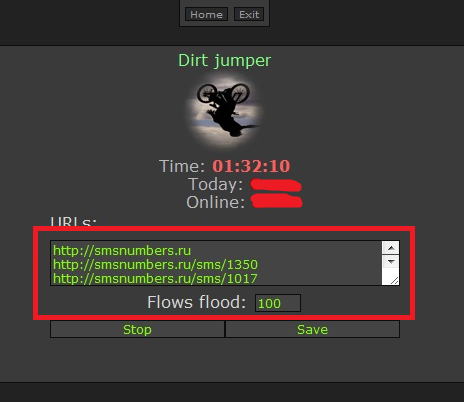 Home Exit
Dirt jumper
Time: 01:32:10
Today:
Online:
URLs:
http://smsnumbers.ru
http://smsnumbers.ru/sms/1350
http://smsnumbers.ru/sms/1017
Flows flood: 100
Stop Save